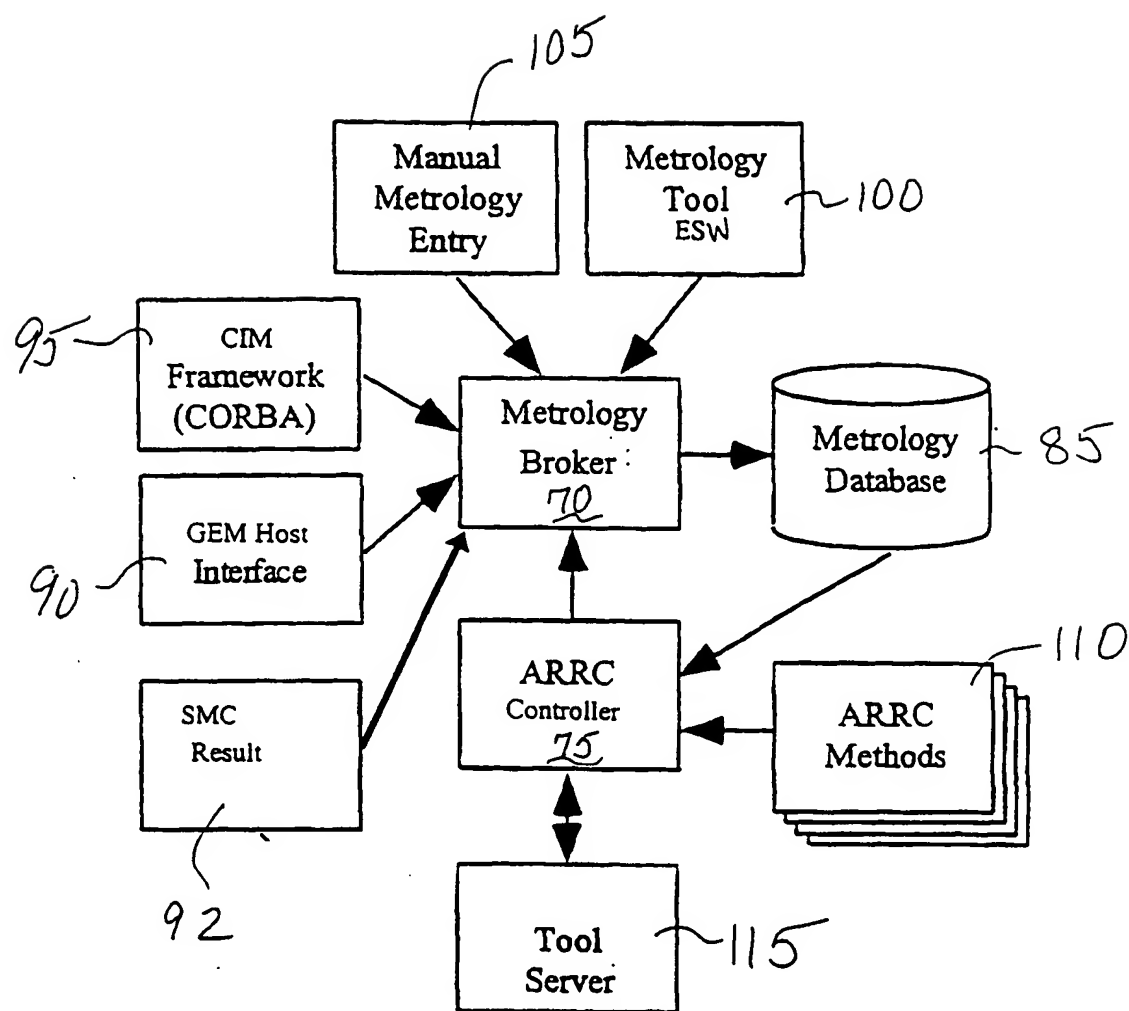 105
Manual
Metrology
Entry
Metrology
Tool
ESW
100
95
CIM
Framework
(CORBA)
Metrology
Broker
70
Metrology
Database
85
90
GEM Host
Interface
SMC
Result
92
ARRC
Controller
75
110
ARRC
Methods
Tool
Server
115